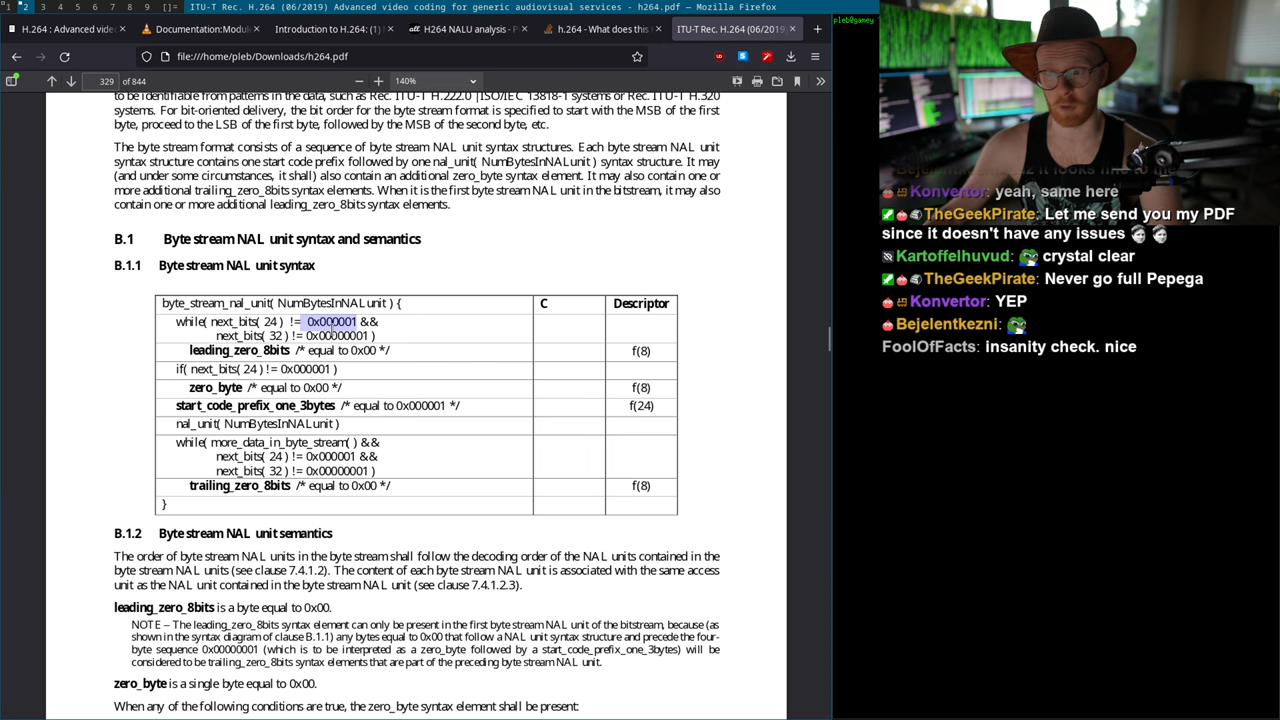 1 2 3 4 5 6 7 8 9 []= ITU-T Rec. H.264 (06/2019) Advanced video coding for generic audiovisual services - h264.pdf — Mozilla Firefox
H.264 : Advanced vide
Documentation:Modul
Introduction to H.264: (1)
H264 NALU analysis - P
h.264 - What does this
ITU-T Rec. H.264 (06/2019)
file:///home/pleb/Downloads/h264.pdf
329 of 844
140%
to be identifiable from patterns in the data, such as Rec. ITU-T H.222.0 | ISO/IEC 13818-1 systems or Rec. ITU-T H.320
systems. For bit-oriented delivery, the bit order for the byte stream format is specified to start with the MSB of the first
byte, proceed to the LSB of the first byte, followed by the MSB of the second byte, etc.
The byte stream format consists of a sequence of byte stream NAL unit syntax structures. Each byte stream NAL unit
syntax structure contains one start code prefix followed by one nal_unit( NumBytesInNALunit ) syntax structure. It may
(and under some circumstances, it shall) also contain an additional zero_byte syntax element. It may also contain one or
more additional trailing_zero_8bits syntax elements. When it is the first byte stream NAL unit in the bitstream, it may also
contain one or more additional leading_zero_8bits syntax elements.
B.1 Byte stream NAL unit syntax and semantics
B.1.1 Byte stream NAL unit syntax
byte_stream_nal_unit( NumBytesInNALunit ) { C Descriptor
while( next_bits( 24 ) != 0x000001 &&
next_bits( 32 ) != 0x00000001 )
leading_zero_8bits /* equal to 0x00 */ f(8)
if( next_bits( 24 ) != 0x000001 )
zero_byte /* equal to 0x00 */ f(8)
start_code_prefix_one_3bytes /* equal to 0x000001 */ f(24)
nal_unit( NumBytesInNALunit )
while( more_data_in_byte_stream( ) &&
next_bits( 24 ) != 0x000001 &&
next_bits( 32 ) != 0x00000001 )
trailing_zero_8bits /* equal to 0x00 */ f(8)
}
B.1.2 Byte stream NAL unit semantics
The order of byte stream NAL units in the byte stream shall follow the decoding order of the NAL units contained in the
byte stream NAL units (see clause 7.4.1.2). The content of each byte stream NAL unit is associated with the same access
unit as the NAL unit contained in the byte stream NAL unit (see clause 7.4.1.2.3).
leading_zero_8bits is a byte equal to 0x00.
NOTE – The leading_zero_8bits syntax element can only be present in the first byte stream NAL unit of the bitstream, because (as
shown in the syntax diagram of clause B.1.1) any bytes equal to 0x00 that follow a NAL unit syntax structure and precede the four-
byte sequence 0x00000001 (which is to be interpreted as a zero_byte followed by a start_code_prefix_one_3bytes) will be
considered to be trailing_zero_8bits syntax elements that are part of the preceding byte stream NAL unit.
zero_byte is a single byte equal to 0x00.
When any of the following conditions are true, the zero_byte syntax element shall be present:
pleb@gamey
Konvertor: yeah, same here
TheGeekPirate: Let me send you my PDF
since it doesn't have any issues
Kartoffelhuvud: crystal clear
TheGeekPirate: Never go full Pepega
Konvertor: YEP
Bejelentkezni:
FoolOfFacts: insanity check. nice